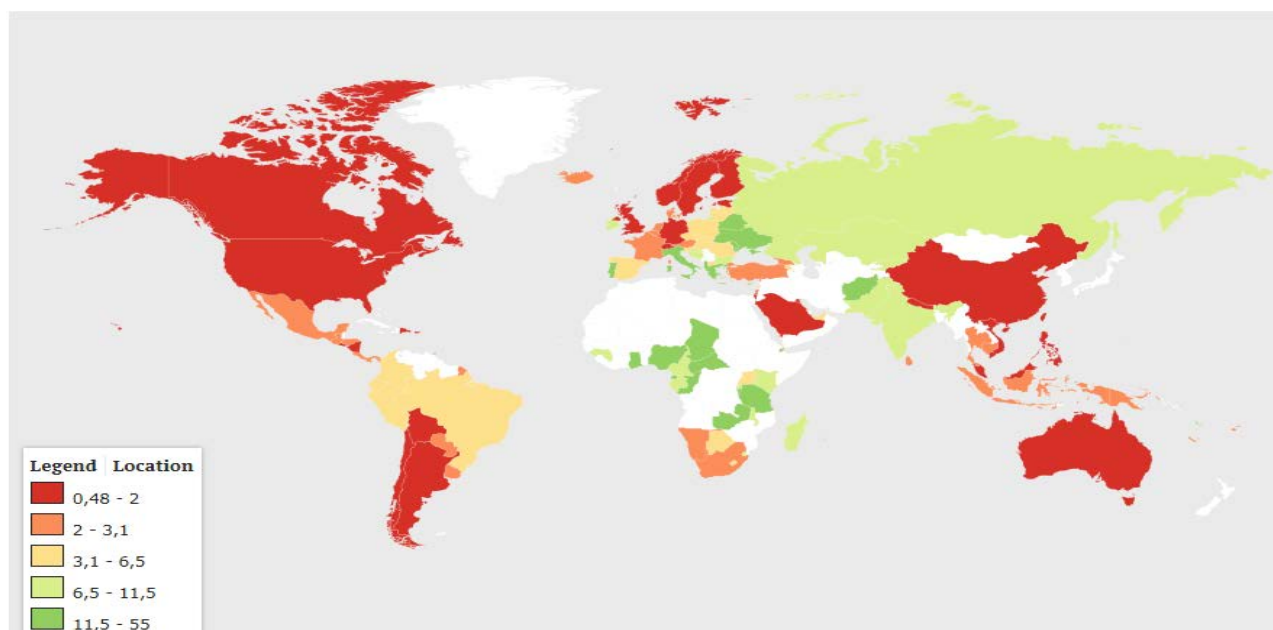 Legend Location
0,48 - 2
2 - 3,1
3,1 - 6,5
6,5 - 11,5
11,5 - 55